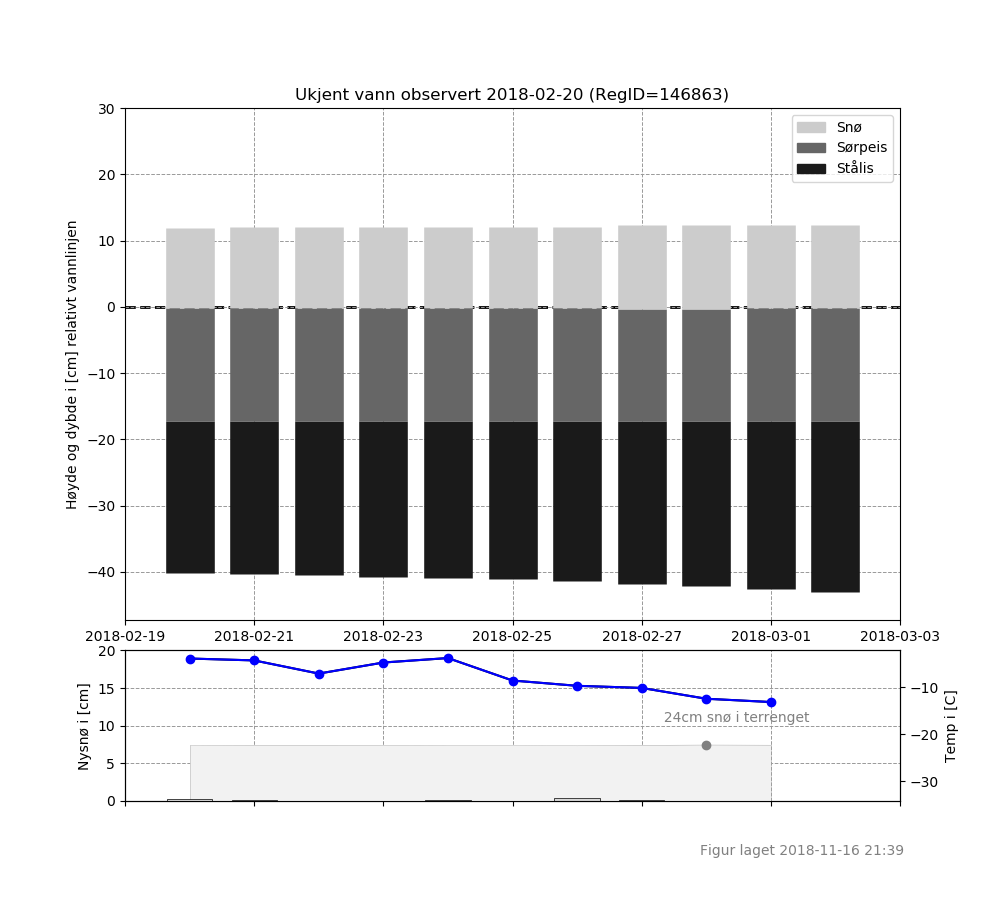 Ukjent vann observert 2018-02-20 (RegID=146863)
30
20
10
0
−10
−20
−30
−40
Høyde og dybde i [cm] relativt vannlinjen
Snø
Sørpeis
Stålis
2018-02-19 2018-02-21 2018-02-23 2018-02-25 2018-02-27 2018-03-01 2018-03-03
20
15
10
5
0
Nysnø i [cm]
24cm snø i terrenget
−10
−20
−30
Temp i [C]
Figur laget 2018-11-16 21:39